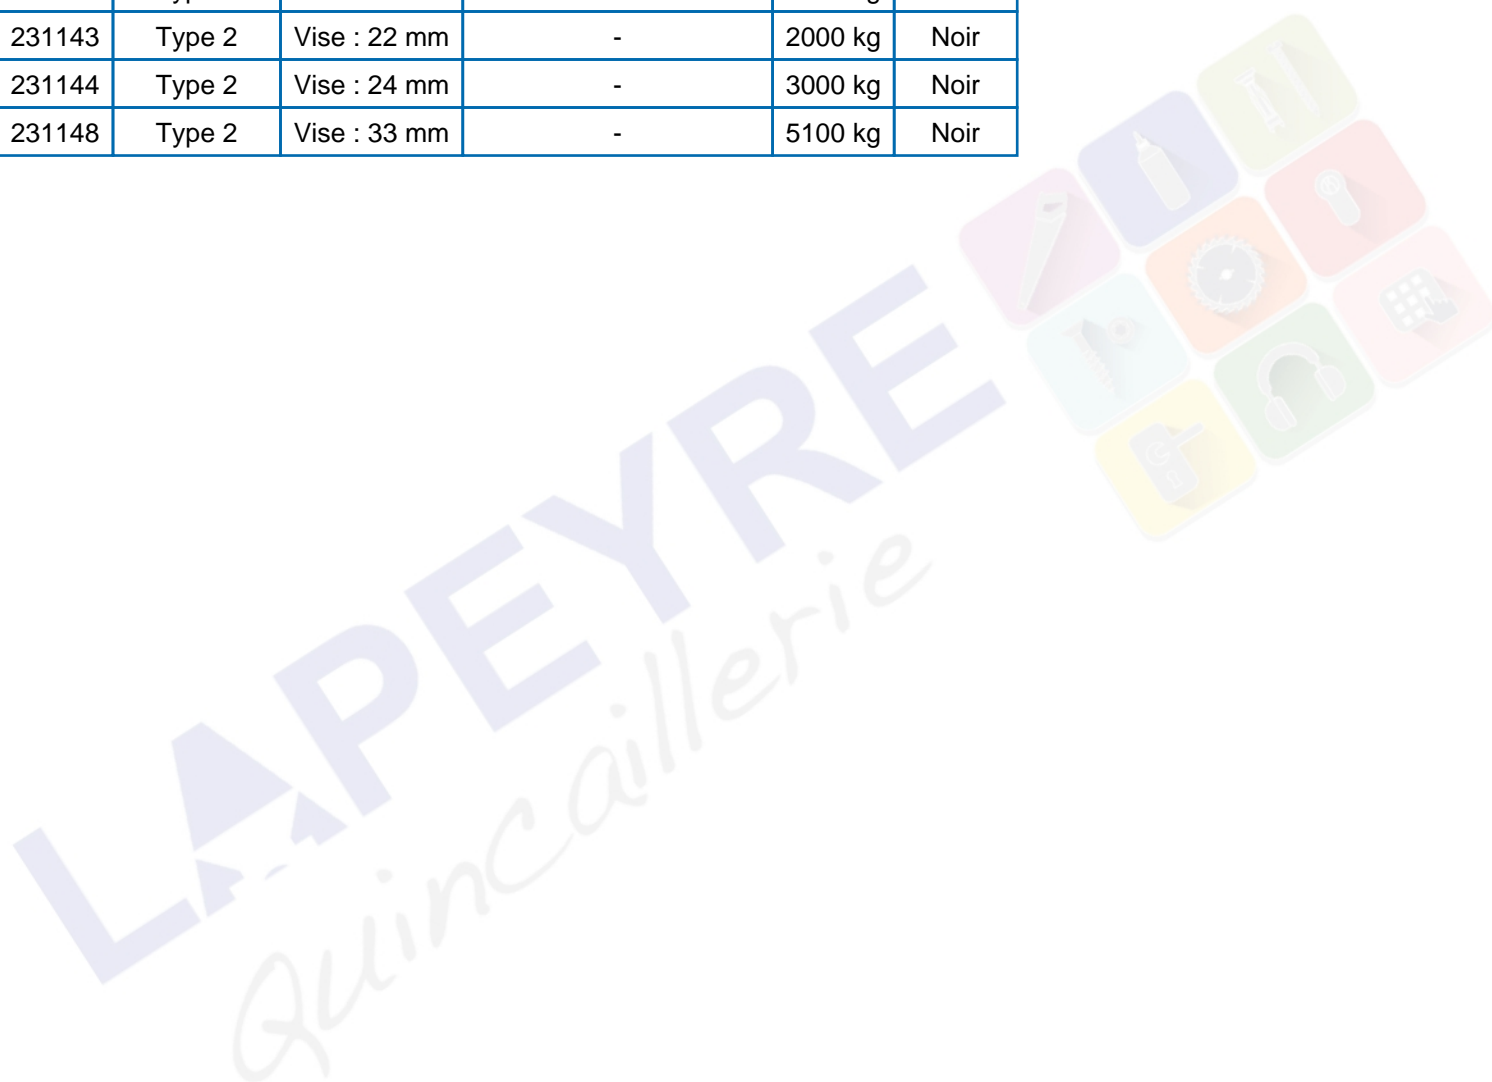 231143 Type 2 Vise : 22 mm - 2000 kg Noir
231144 Type 2 Vise : 24 mm - 3000 kg Noir
231148 Type 2 Vise : 33 mm - 5100 kg Noir
LAPEYRE
Quincaillerie